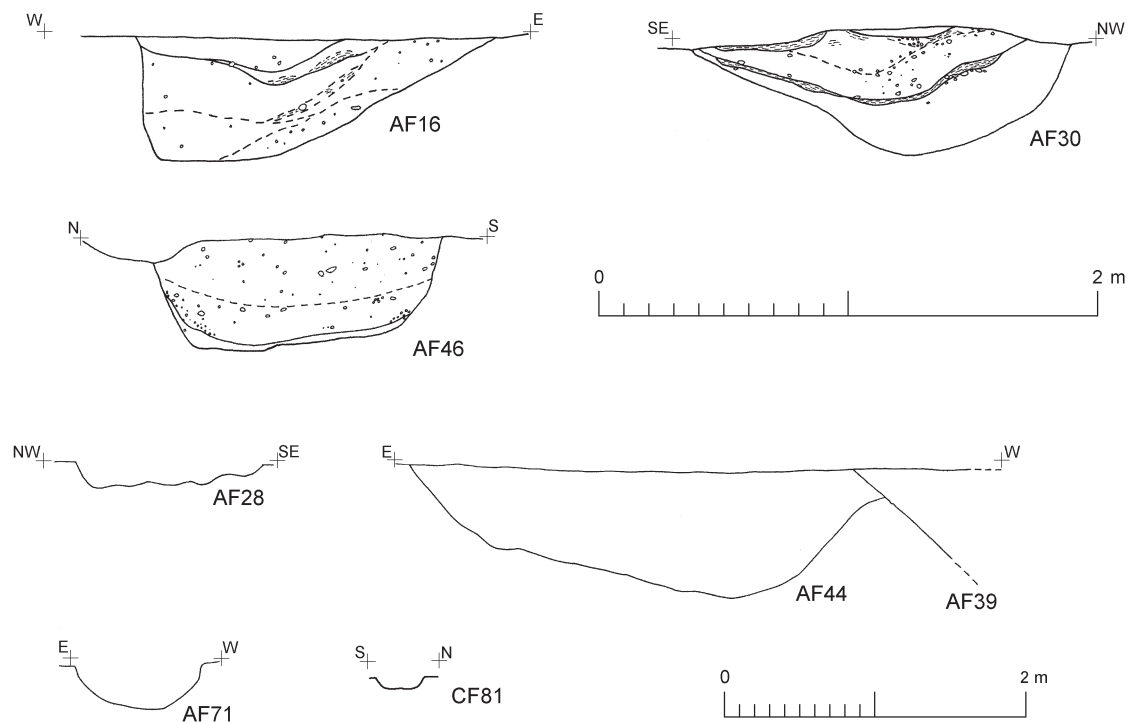 W E
AF16
SE NW
AF30
N S
AF46
0 2 m
NW SE
AF28
E W
AF44
AF39
E W
AF71
S N
CF81
0 2 m